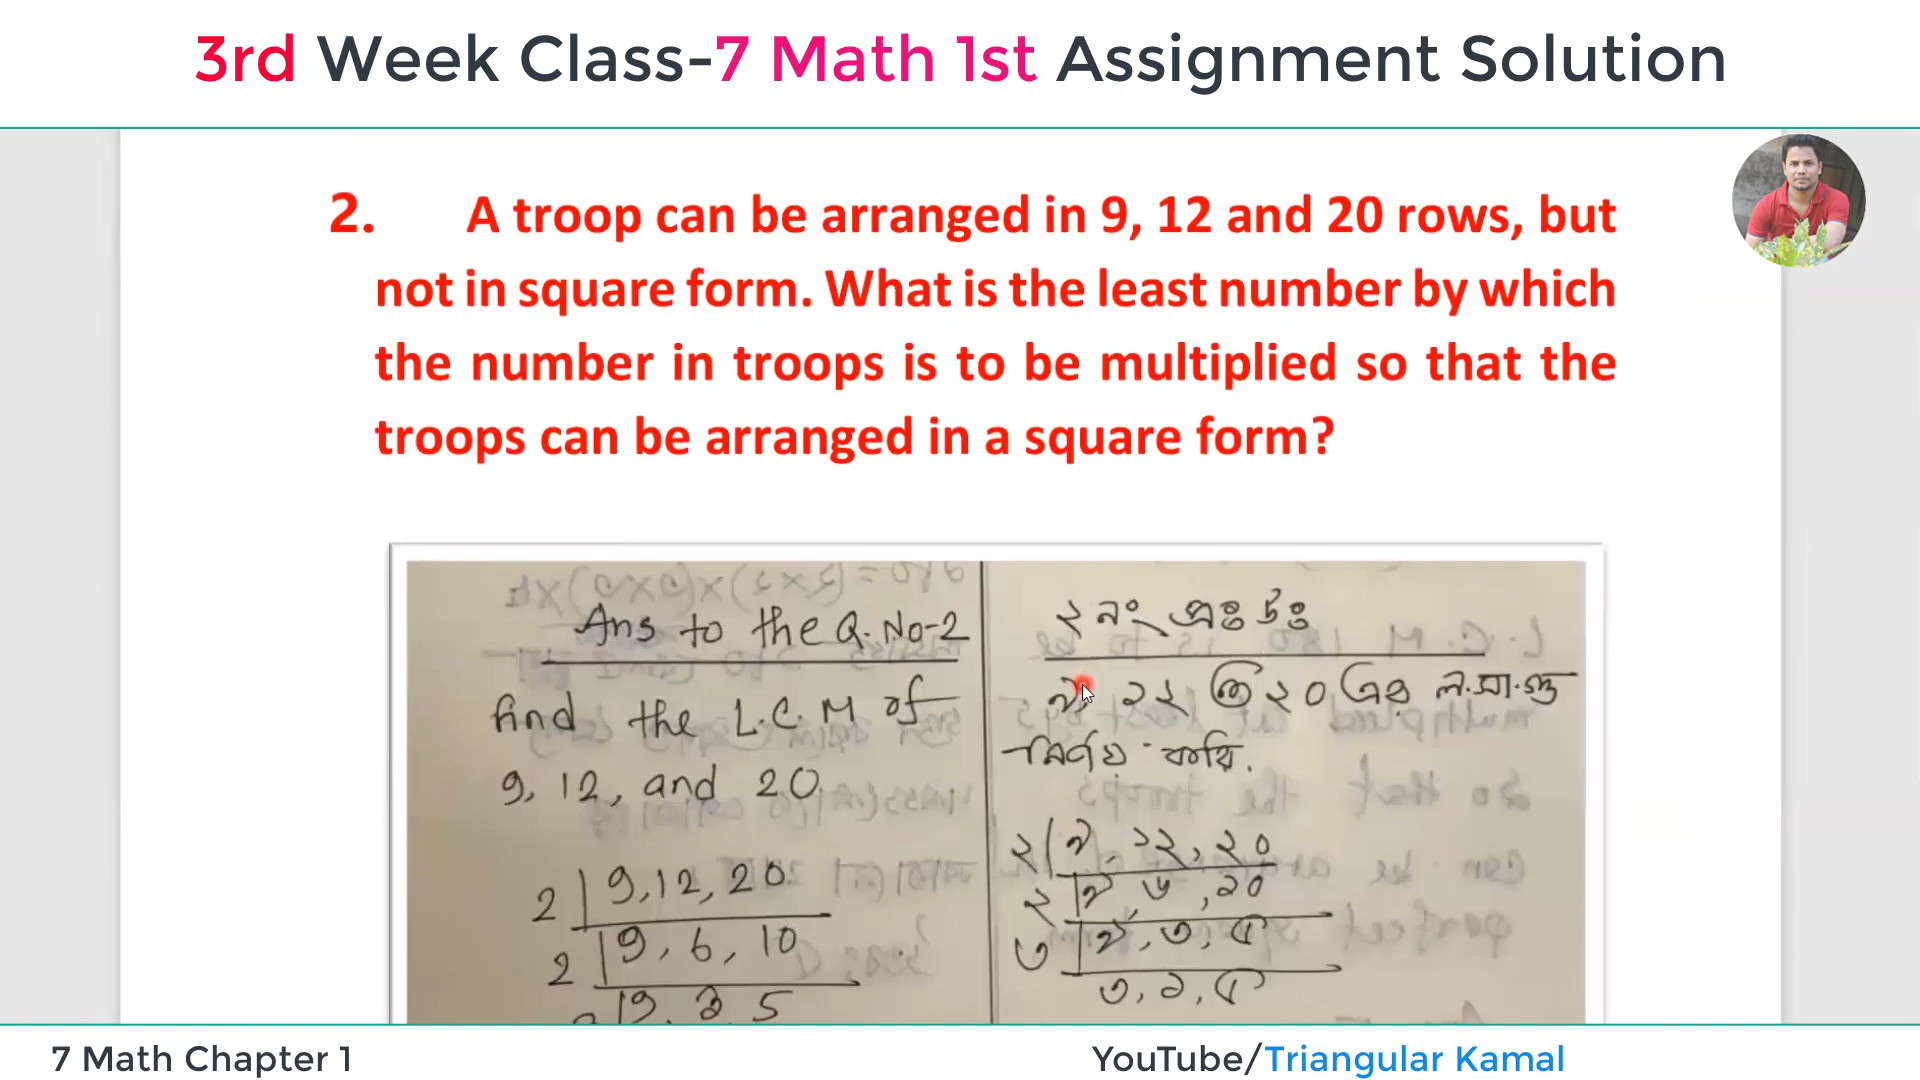 3rd Week Class-7 Math 1st Assignment Solution
2. A troop can be arranged in 9, 12 and 20 rows, but
not in square form. What is the least number by which
the number in troops is to be multiplied so that the
troops can be arranged in a square form?
Ans to the Q. No-2
find the L.C.M of
9, 12, and 20
2 | 9, 12, 20
2 | 9, 6, 10
9, 3, 5
২ নং প্রঃ উঃ
৯, ১২ ও ২০ এর ল.সা.গু
নির্ণয় করি.
২ | ৯, ১২, ২০
২ | ৯, ৬, ১০
৩ | ৯, ৩, ৫
৩, ১, ৫
7 Math Chapter 1
YouTube/Triangular Kamal